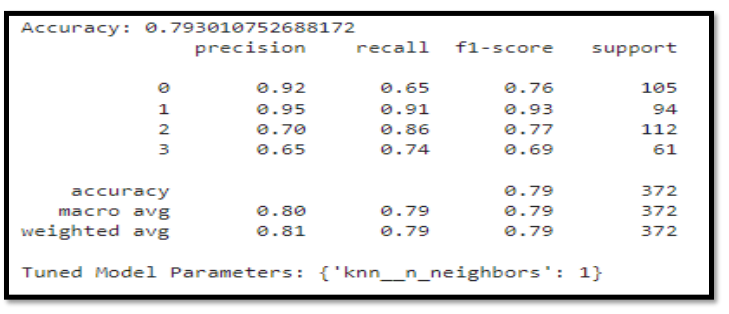 Accuracy: 0.793010752688172
precision recall f1-score support
0 0.92 0.65 0.76 105
1 0.95 0.91 0.93 94
2 0.70 0.86 0.77 112
3 0.65 0.74 0.69 61
accuracy 0.79 372
macro avg 0.80 0.79 0.79 372
weighted avg 0.81 0.79 0.79 372
Tuned Model Parameters: {'knn__n_neighbors': 1}